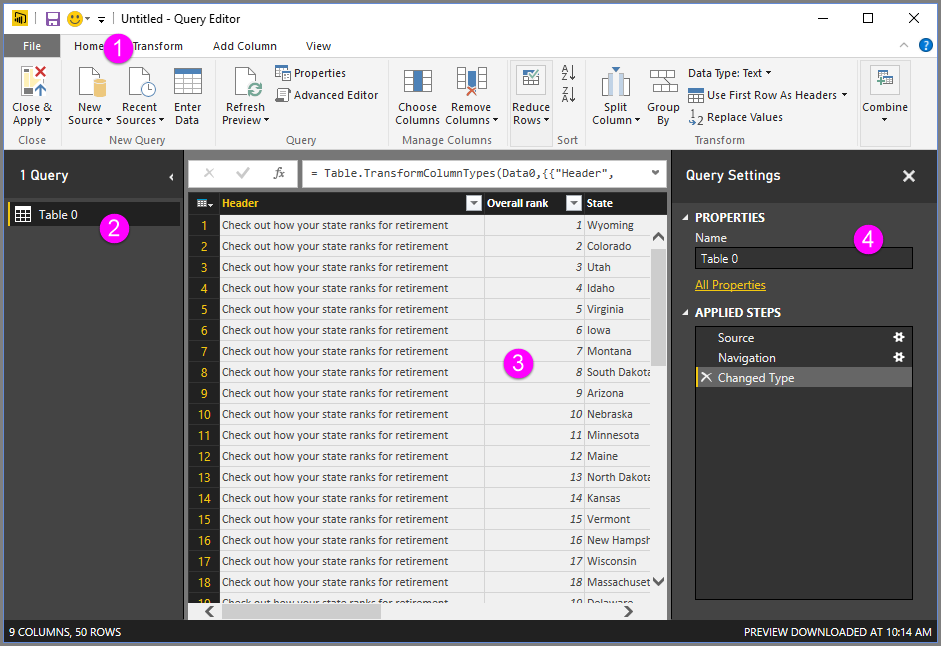 Untitled - Query Editor
File Home Transform Add Column View
1
Close & Apply
New Source
Recent Sources
Enter Data
Refresh Preview
Properties
Advanced Editor
Choose Columns
Remove Columns
Reduce Rows
A Z
Z A
Split Column
Group By
Data Type: Text
Use First Row As Headers
1 2 Replace Values
Combine
Close New Query Query Manage Columns Sort Transform
1 Query
Table 0
2
fx = Table.TransformColumnTypes(Data0,{{"Header",
Header Overall rank State
1 Check out how your state ranks for retirement 1 Wyoming
2 Check out how your state ranks for retirement 2 Colorado
3 Check out how your state ranks for retirement 3 Utah
4 Check out how your state ranks for retirement 4 Idaho
5 Check out how your state ranks for retirement 5 Virginia
6 Check out how your state ranks for retirement 6 Iowa
7 Check out how your state ranks for retirement 7 Montana
3
8 Check out how your state ranks for retirement 8 South Dakota
9 Check out how your state ranks for retirement 9 Arizona
10 Check out how your state ranks for retirement 10 Nebraska
11 Check out how your state ranks for retirement 11 Minnesota
12 Check out how your state ranks for retirement 12 Maine
13 Check out how your state ranks for retirement 13 North Dakota
14 Check out how your state ranks for retirement 14 Kansas
15 Check out how your state ranks for retirement 15 Vermont
16 Check out how your state ranks for retirement 16 New Hampsh
17 Check out how your state ranks for retirement 17 Wisconsin
18 Check out how your state ranks for retirement 18 Massachuset
19 Check out how your state ranks for retirement 19 Delaware
Query Settings
PROPERTIES
Name
4
Table 0
All Properties
APPLIED STEPS
Source
Navigation
Changed Type
9 COLUMNS, 50 ROWS
PREVIEW DOWNLOADED AT 10:14 AM